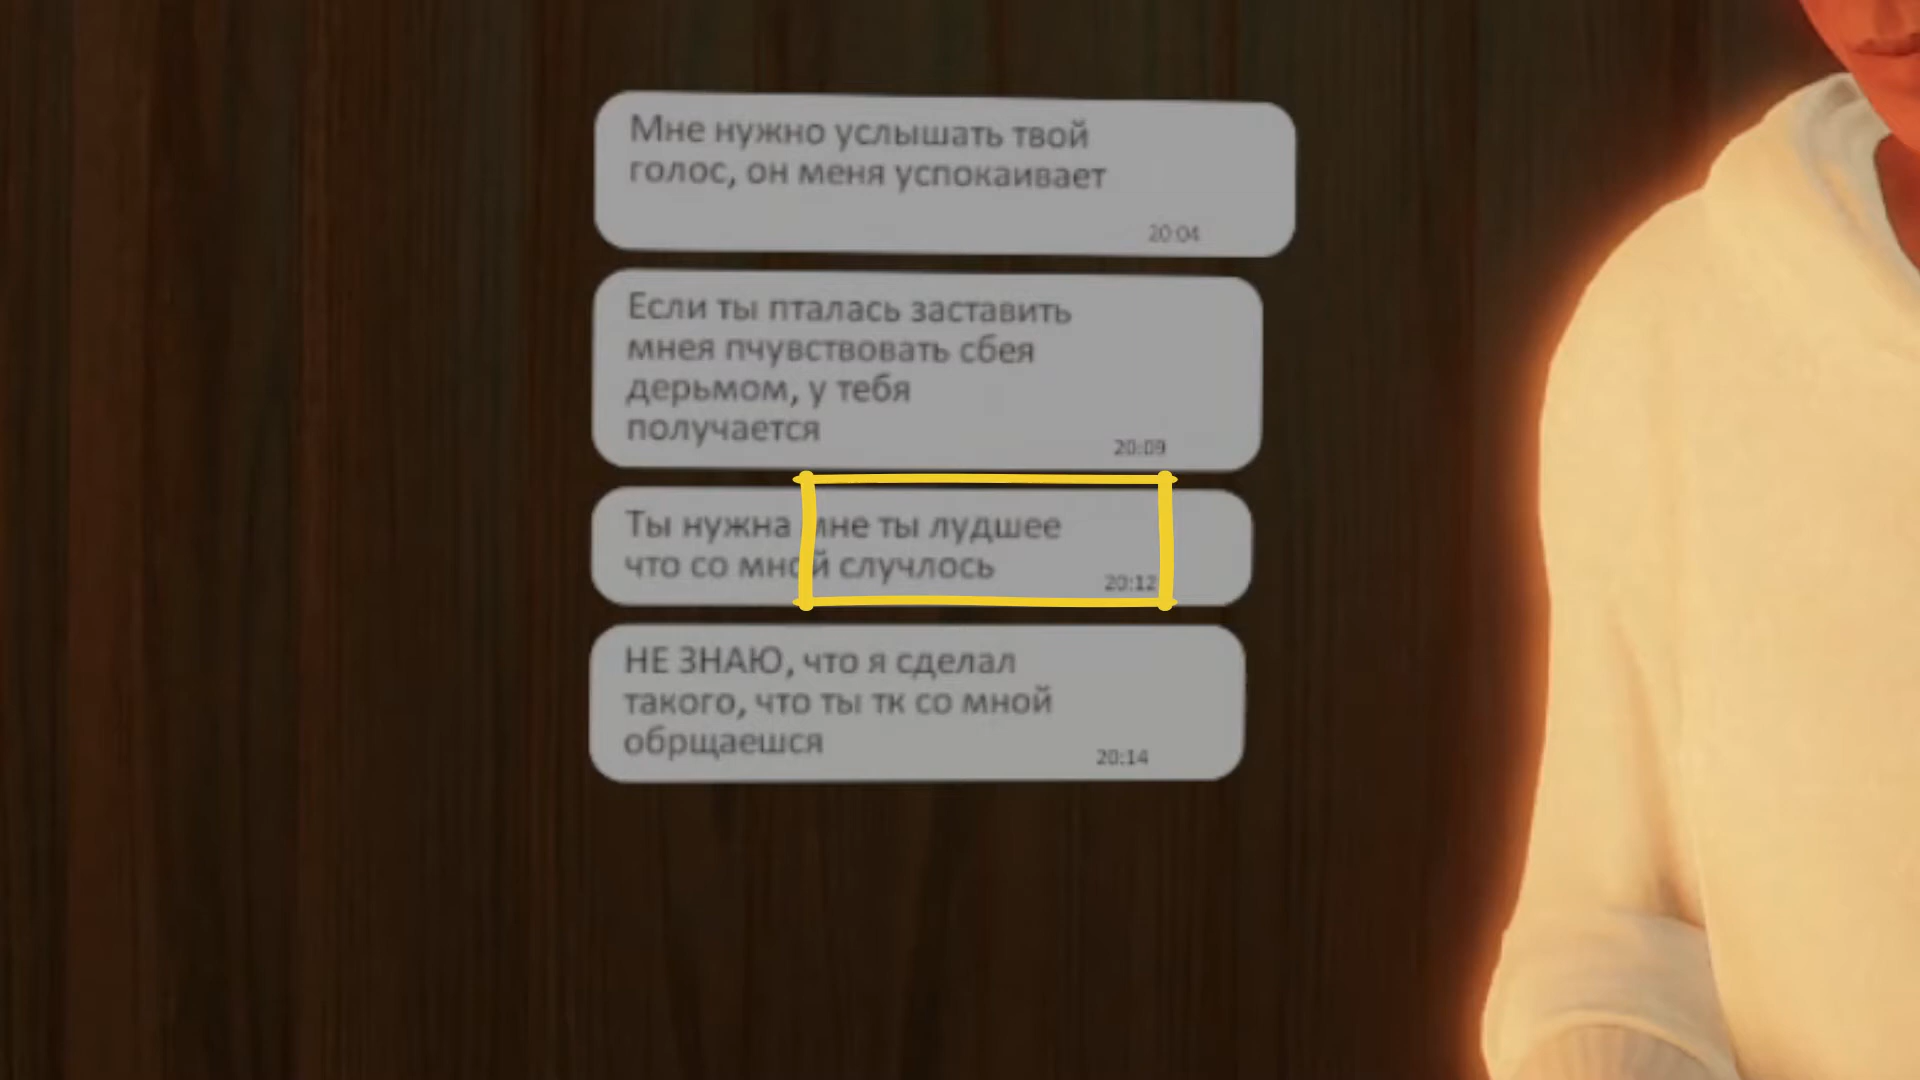 Мне нужно услышать твой
голос, он меня успокаивает
20:04
Если ты пталась заставить
мнея пчувствовать сбея
дерьмом, у тебя
получается
20:09
Ты нужна мне ты лудшее
что со мной случлось
20:12
НЕ ЗНАЮ, что я сделал
такого, что ты тк со мной
обрщаешся
20:14